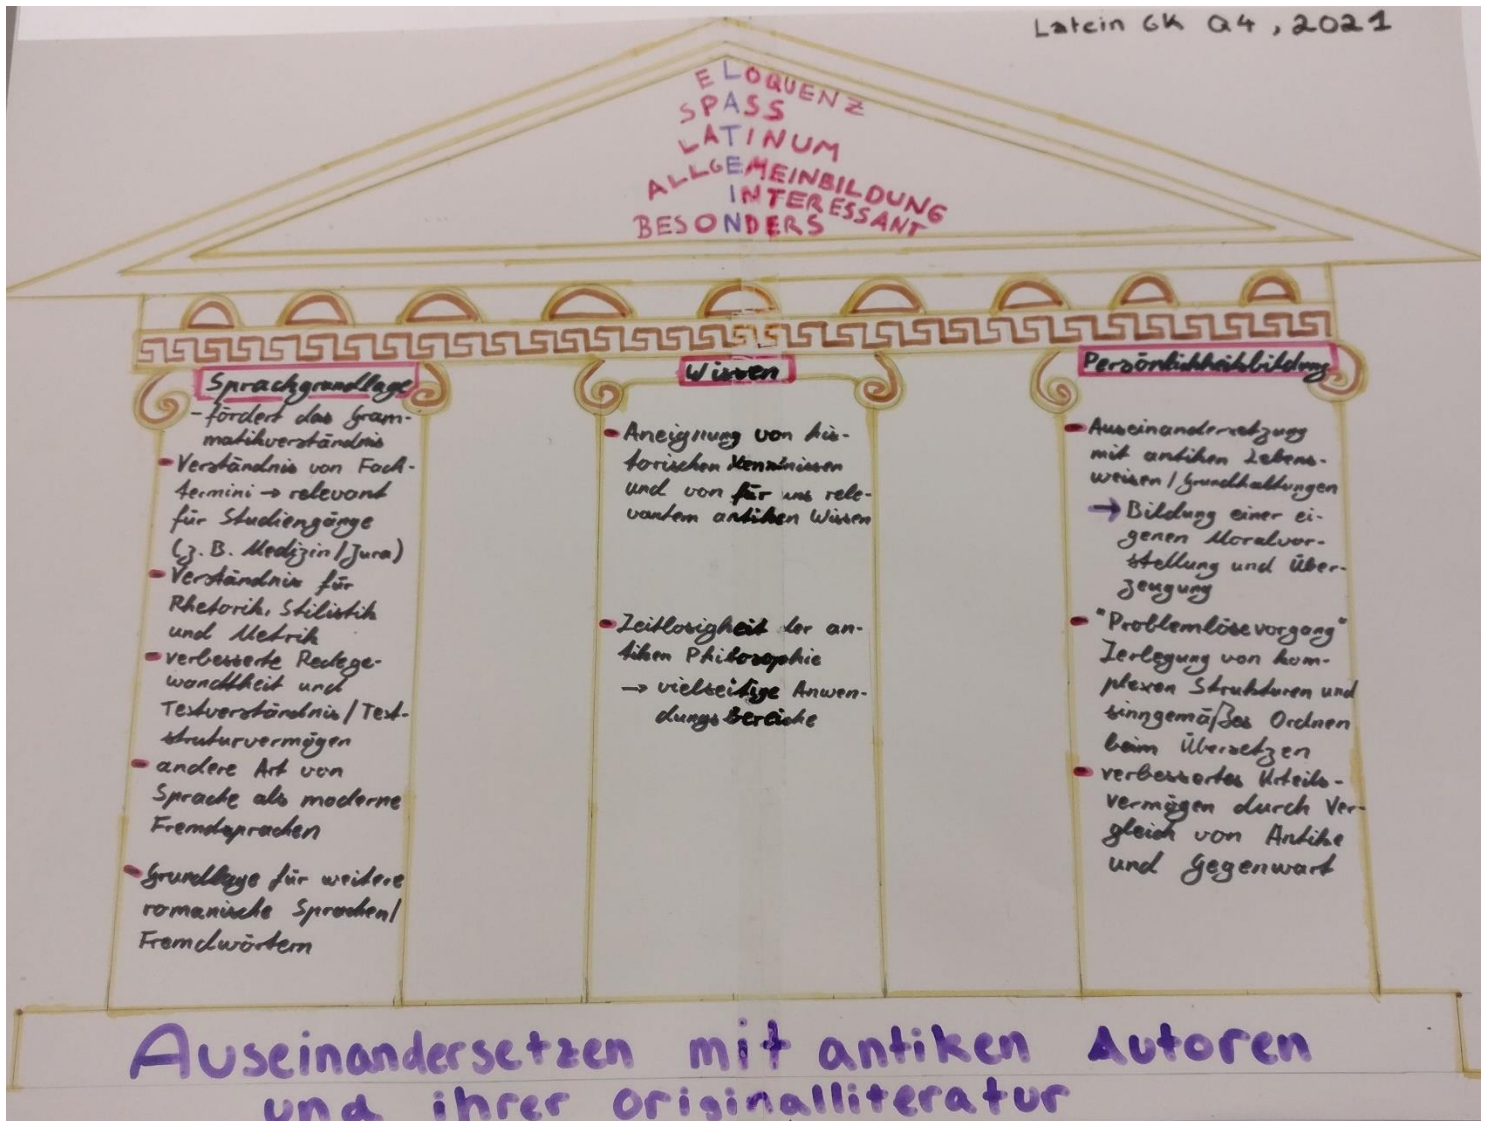 Latein GK Q4, 2021
ELOQUENZ
SPASS
LATINUM
ALLGEMEINBILDUNG
INTERESSANT
BESONDERS
Sprachgrundlage
- fördert das Gram-
matikverständnis
- Verständnis von Fach-
termini → relevant
für Studiengänge
(z.B. Medizin/Jura)
- Verständnis für
Rhetorik, Stilistik
und Metrik
- verbesserte Redege-
wandtheit und
Textverständnis/Text-
struturvermögen
- andere Art von
Sprache als moderne
Fremdsprachen
- Grundlage für weitere
romanische Sprachen/
Fremdwörtern
Wissen
- Aneignung von his-
torischen Kenntnissen
und von für uns rele-
vantem antiken Wissen
- Zeitlosigkeit der an-
tiken Philosophie
→ vielseitige Anwen-
dungsbereiche
Persönlichkeitsbildung
- Auseinandersetzung
mit antiken Lebens-
weisen/Grundhaltungen
→ Bildung einer ei-
genen Moralvor-
stellung und Über-
zeugung
- "Problemlösevorgang"
Zerlegung von kom-
plexen Strukturen und
sinngemäßes Ordnen
beim Übersetzen
- verbessertes Urteils-
vermögen durch Ver-
gleich von Antike
und Gegenwart
Auseinandersetzen mit antiken Autoren
und ihrer originalliteratur